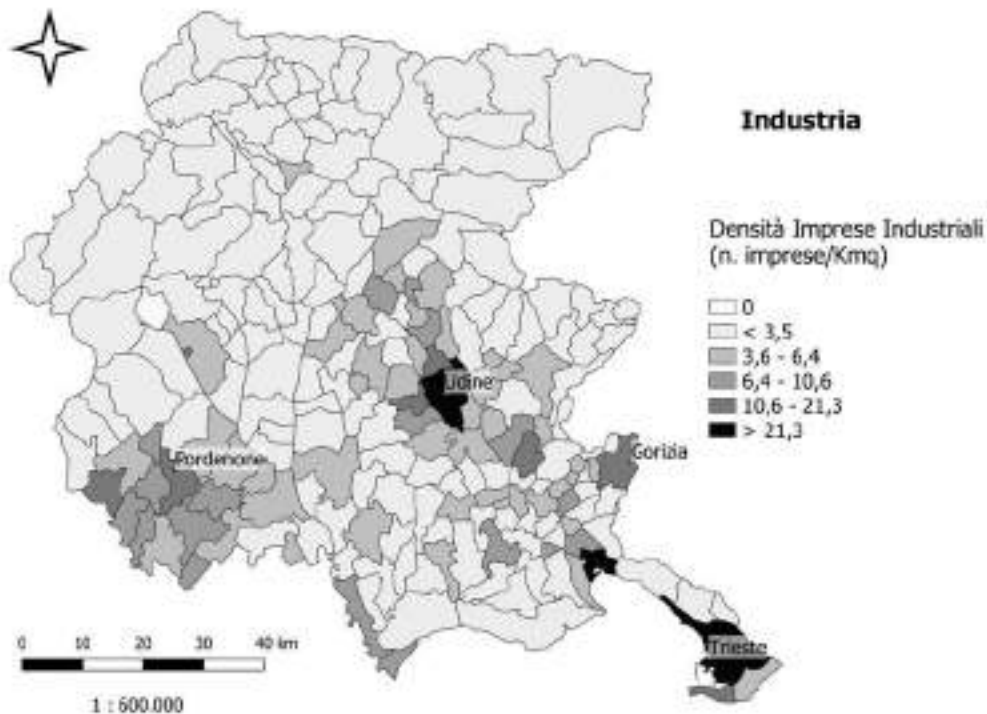 Industria
Densità Imprese Industriali
(n. imprese/Kmq)
0
< 3,5
3,6 - 6,4
6,4 - 10,6
10,6 - 21,3
> 21,3
Udine
Pordenone
Gorizia
Trieste
0 10 20 30 40 km
1 : 600.000